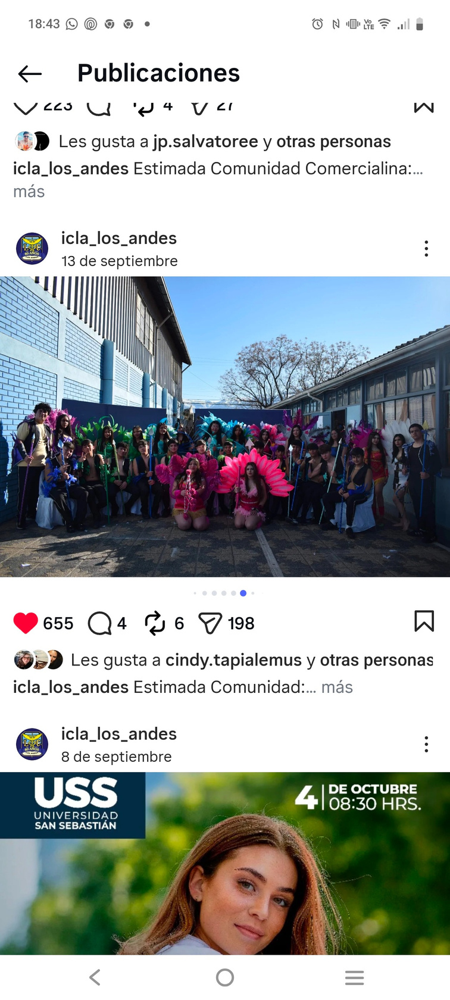 18:43
Vo
LTE
Publicaciones
223 4 27
Les gusta a jp.salvatoree y otras personas
icla_los_andes Estimada Comunidad Comercialina:...
más
icla_los_andes
13 de septiembre
655 4 6 198
Les gusta a cindy.tapialemus y otras personas
icla_los_andes Estimada Comunidad:... más
icla_los_andes
8 de septiembre
USS
UNIVERSIDAD
SAN SEBASTIÁN
4 DE OCTUBRE
08:30 HRS.